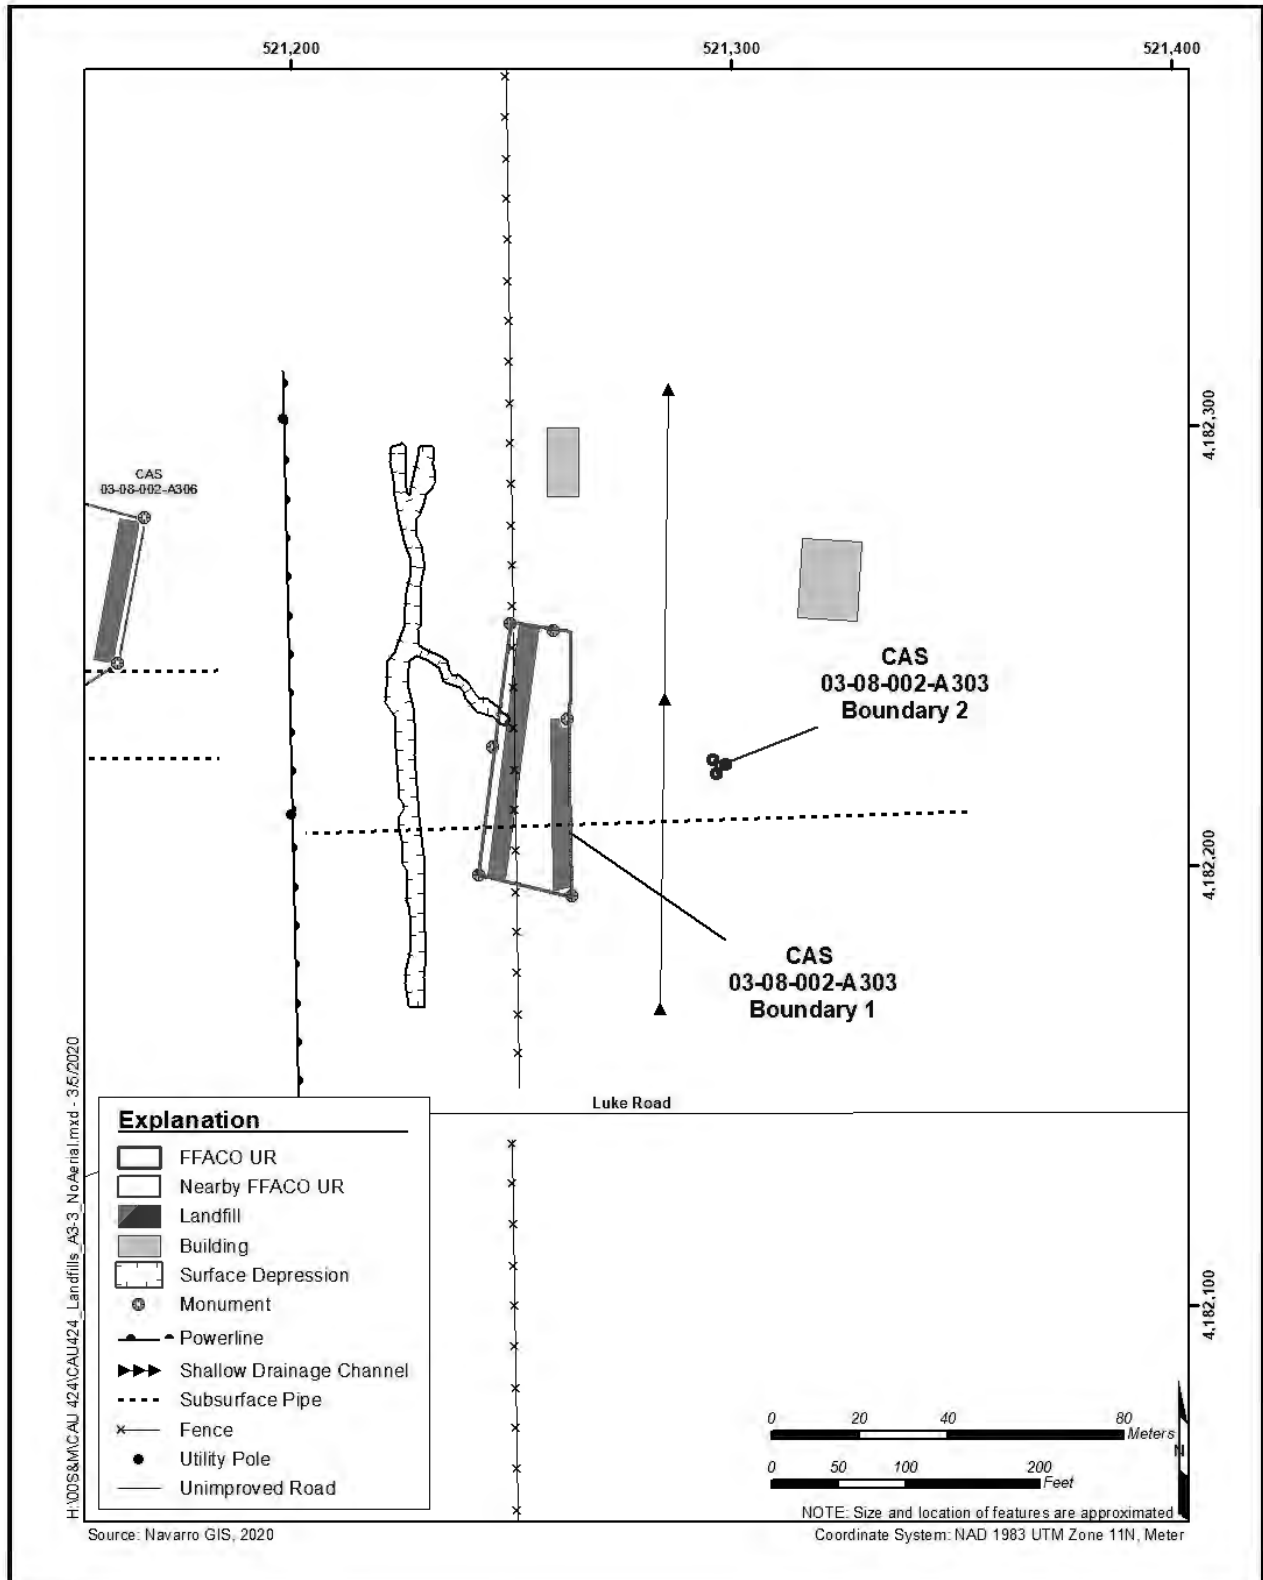 521,200
521,300
521,400
4,182,300
CAS
03-08-002-A306
CAS
03-08-002-A303
Boundary 2
4,182,200
CAS
03-08-002-A303
Boundary 1
Luke Road
4,182,100
Explanation
FFACO UR
Nearby FFACO UR
Landfill
Building
Surface Depression
Monument
Powerline
Shallow Drainage Channel
Subsurface Pipe
Fence
Utility Pole
Unimproved Road
0 20 40 80
Meters
0 50 100 200
Feet
N
NOTE: Size and location of features are approximated
H:\00S&M\CAU 424\CAU424_Landfills_A3-3_NoAerial.mxd - 3/5/2020
Source: Navarro GIS, 2020
Coordinate System: NAD 1983 UTM Zone 11N, Meter